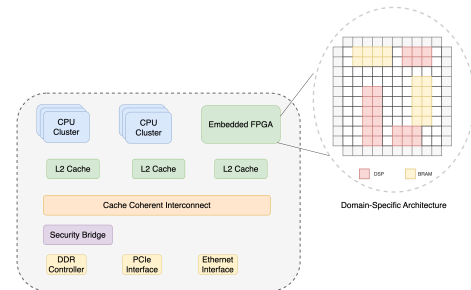 CPU
Cluster
CPU
Cluster
Embedded FPGA
L2 Cache
L2 Cache
L2 Cache
Cache Coherent Interconnect
Security Bridge
DDR
Controller
PCIe
Interface
Ethernet
Interface
DSP
BRAM
Domain-Specific Architecture